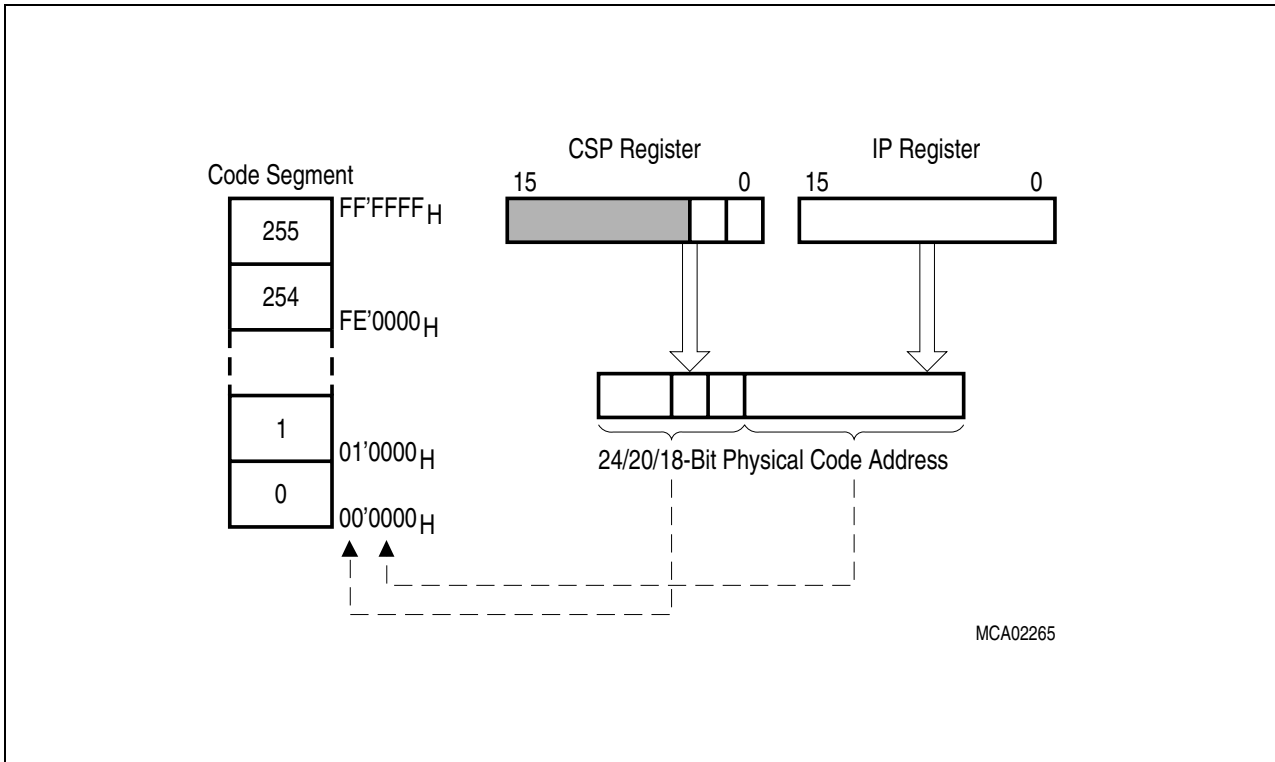 CSP Register
IP Register
15 0
15 0
Code Segment
FF'FFFFH
255
254
FE'0000H
1
01'0000H
0
00'0000H
24/20/18-Bit Physical Code Address
MCA02265